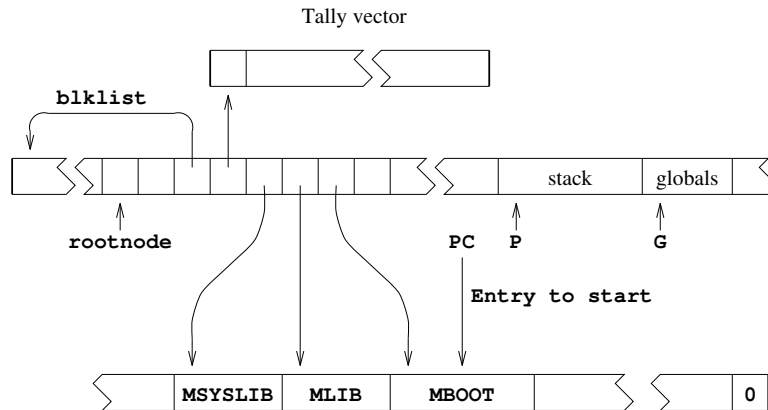 Tally vector
blklist
stack
globals
rootnode
PC
P
G
Entry to start
MSYSLIB
MLIB
MBOOT
0